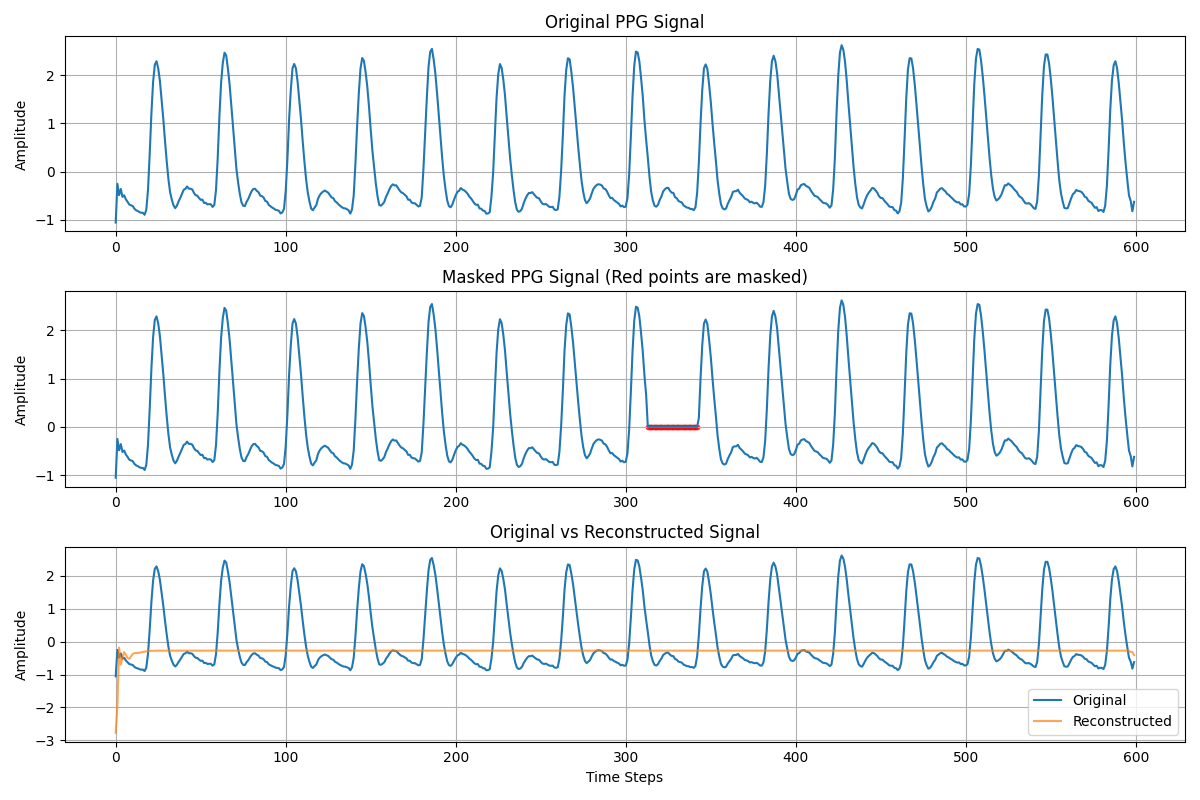 Original PPG Signal
Amplitude
2
1
0
−1
0 100 200 300 400 500 600
Masked PPG Signal (Red points are masked)
Amplitude
2
1
0
−1
0 100 200 300 400 500 600
Original vs Reconstructed Signal
Amplitude
2
1
0
−1
−2
−3
Original
Reconstructed
0 100 200 300 400 500 600
Time Steps